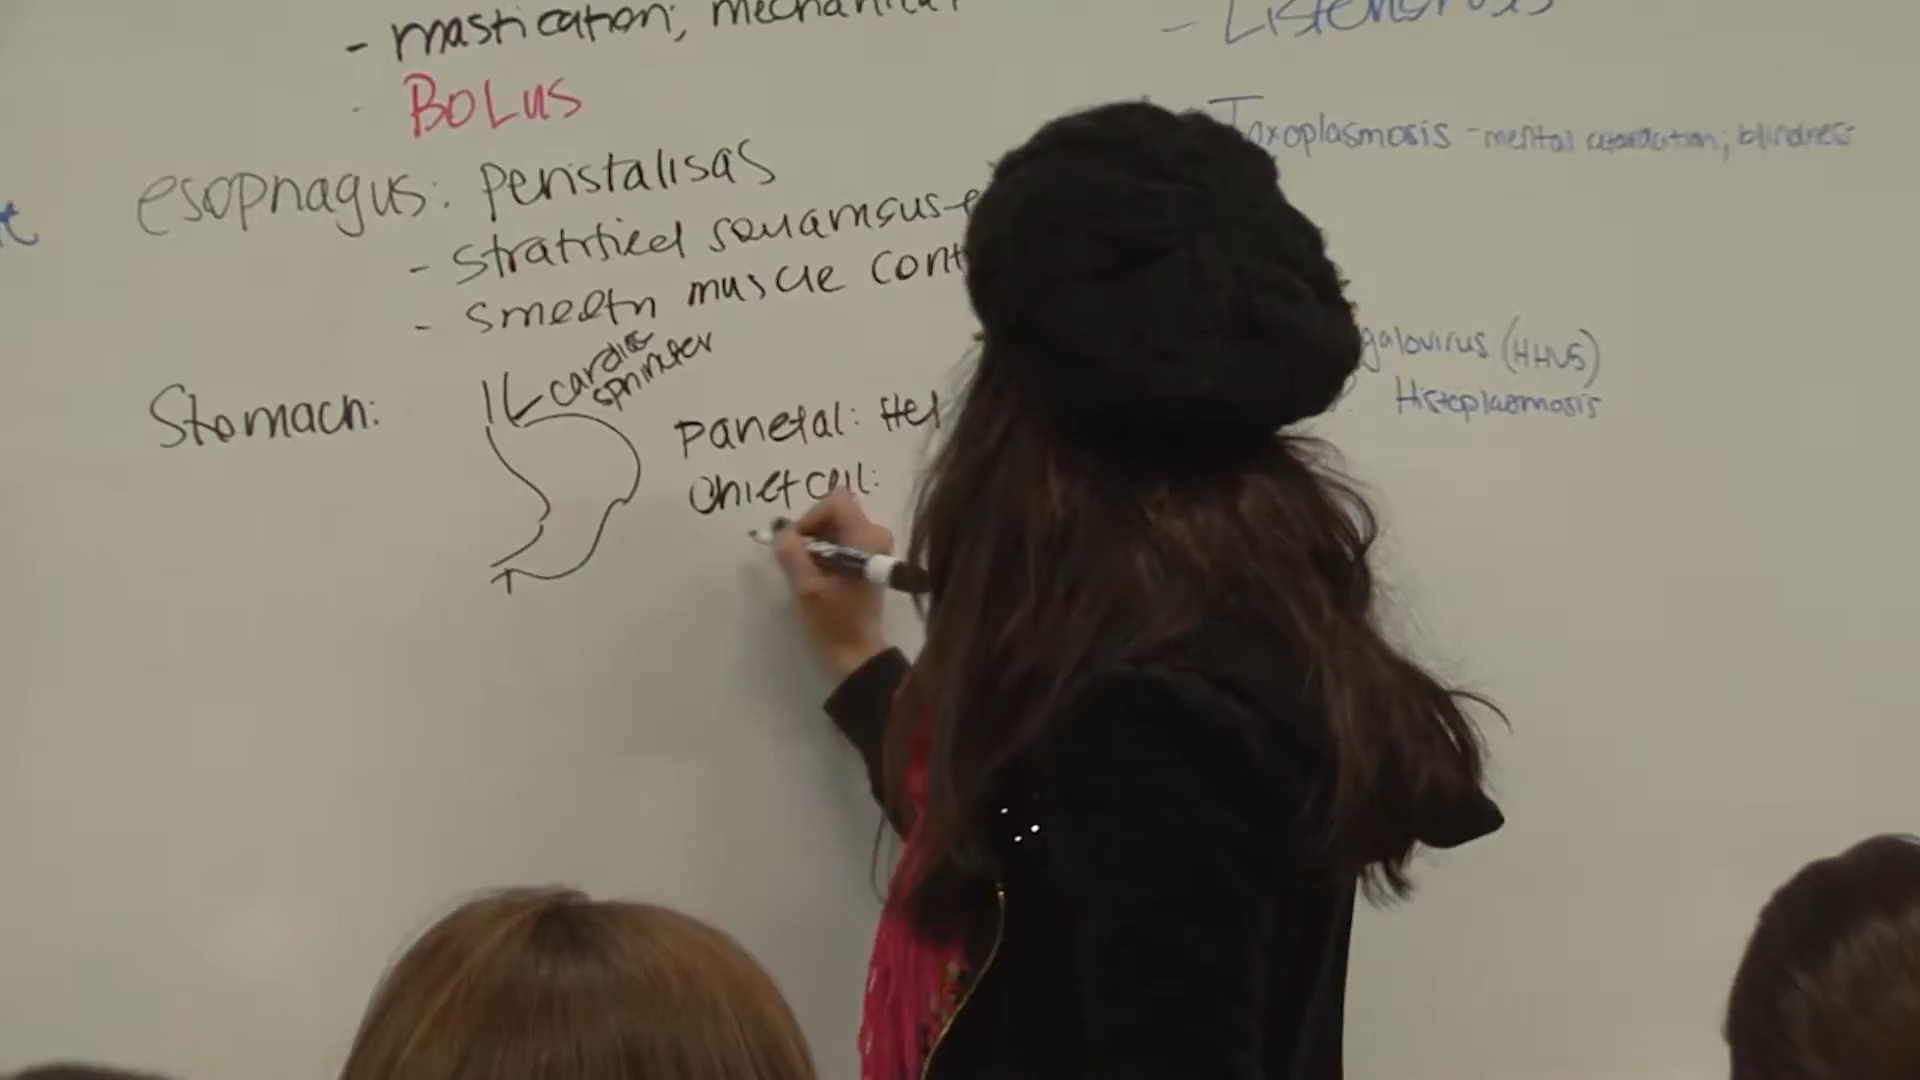 - mastication; mechanical
- BOLUS
esophagus: peristalisas
- stratified squamous
- smooth muscle cont
Stomach:
cardiac
sphincter
Parietal: HCl
Chief cell:
- Listeriosis
Toxoplasmosis - mental retardation; blindness
galovirus (HHV5)
Histoplasmosis